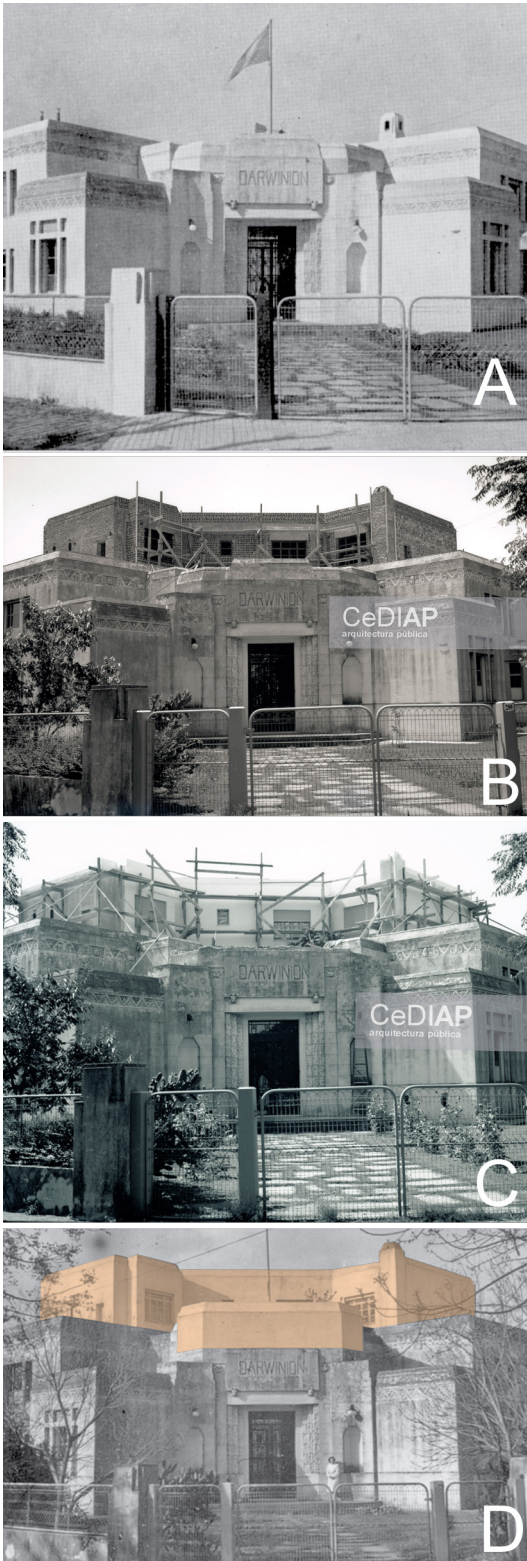 DARWINION
A
DARWINION
CeDIAP
arquitectura pública
B
DARWINION
CeDIAP
arquitectura pública
C
DARWINION
D